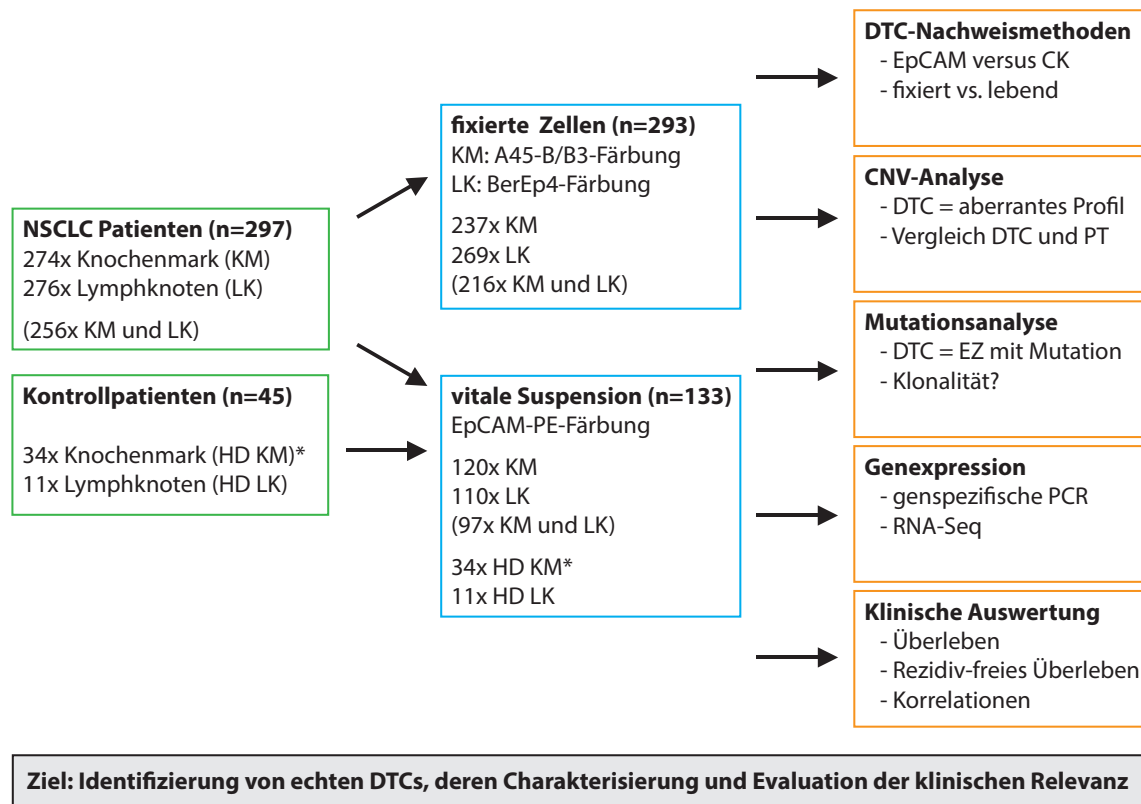 NSCLC Patienten (n=297)
274x Knochenmark (KM)
276x Lymphknoten (LK)
(256x KM und LK)
Kontrollpatienten (n=45)
34x Knochenmark (HD KM)*
11x Lymphknoten (HD LK)
fixierte Zellen (n=293)
KM: A45-B/B3-Färbung
LK: BerEp4-Färbung
237x KM
269x LK
(216x KM und LK)
vitale Suspension (n=133)
EpCAM-PE-Färbung
120x KM
110x LK
(97x KM und LK)
34x HD KM*
11x HD LK
DTC-Nachweismethoden
- EpCAM versus CK
- fixiert vs. lebend
CNV-Analyse
- DTC = aberrantes Profil
- Vergleich DTC und PT
Mutationsanalyse
- DTC = EZ mit Mutation
- Klonalität?
Genexpression
- genspezifische PCR
- RNA-Seq
Klinische Auswertung
- Überleben
- Rezidiv-freies Überleben
- Korrelationen
Ziel: Identifizierung von echten DTCs, deren Charakterisierung und Evaluation der klinischen Relevanz